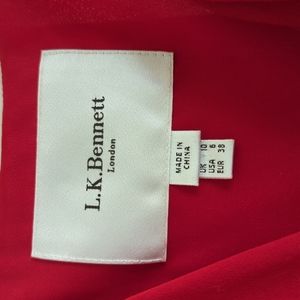 L.K.Bennett
London
MADE IN
CHINA
UK 10
USA 6
EUR 38